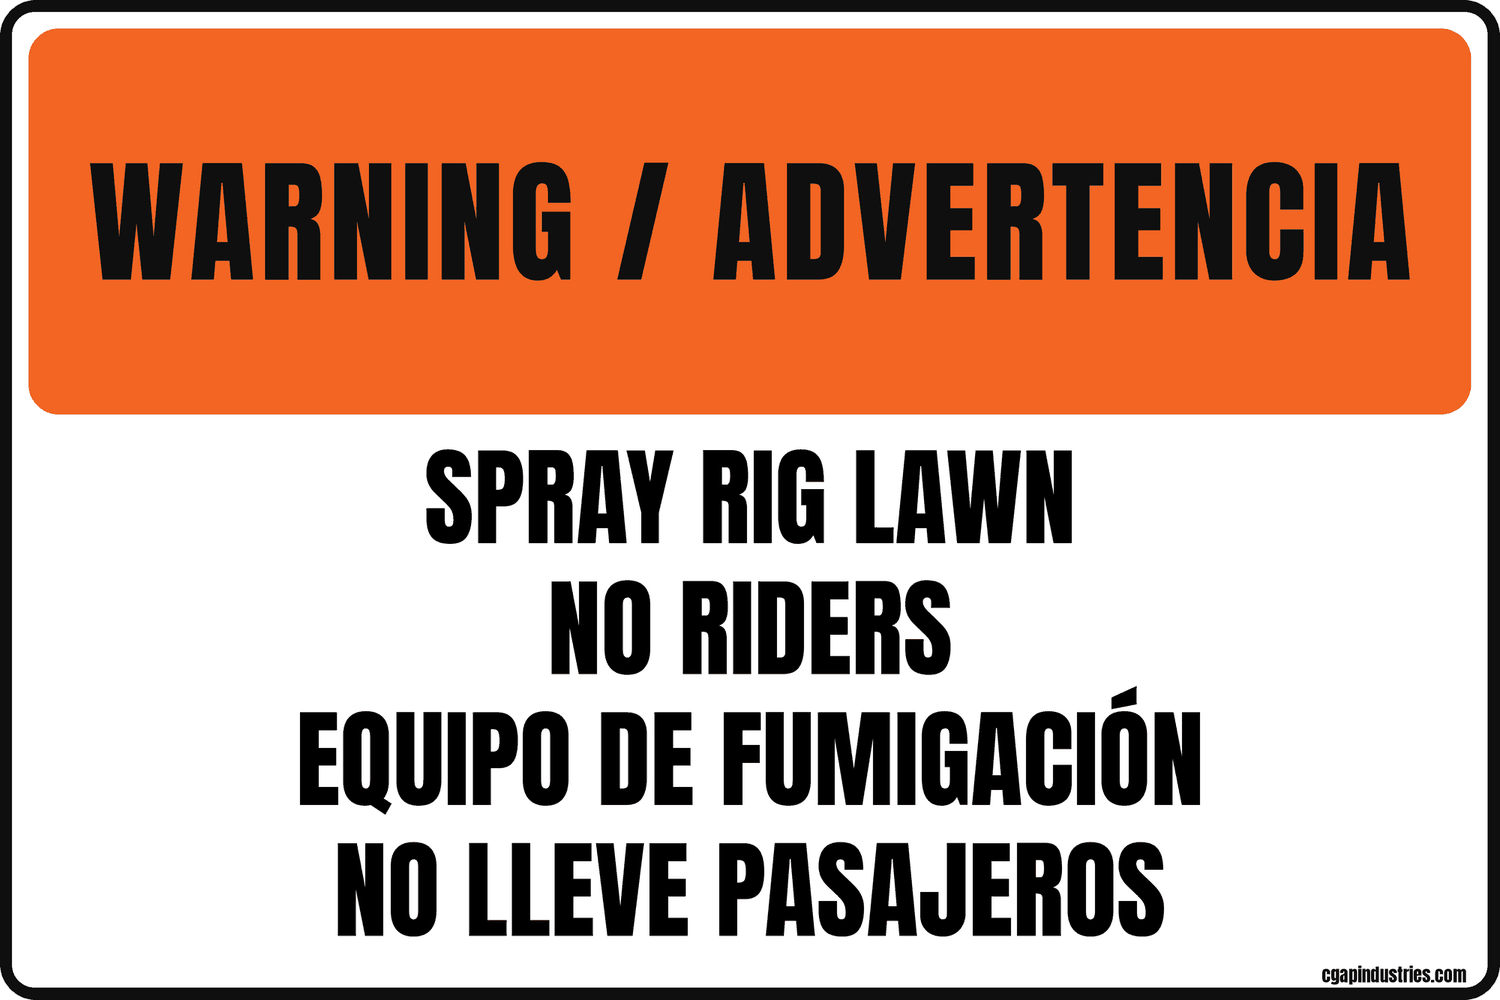 WARNING / ADVERTENCIA
SPRAY RIG LAWN
NO RIDERS
EQUIPO DE FUMIGACIÓN
NO LLEVE PASAJEROS
cgapindustries.com